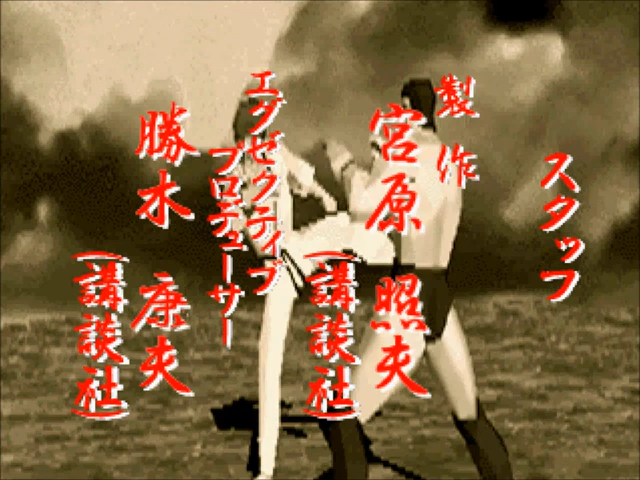 スタッフ
製作
宮原 照夫
(講談社)
エグゼクティブ
プロデューサー
勝木 康夫
(講談社)